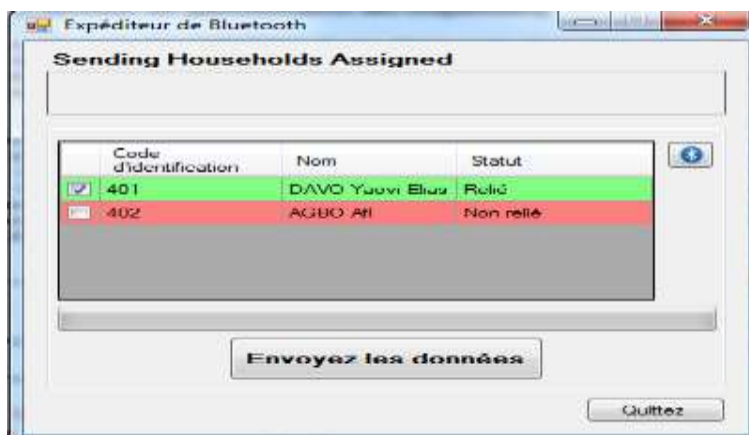 Expéditeur de Bluetooth
Sending Households Assigned
Code d'identification Nom Statut
401 DAVO Yaovi Elias Relié
402 AGBO Afi Non relié
Envoyez les données
Quittez